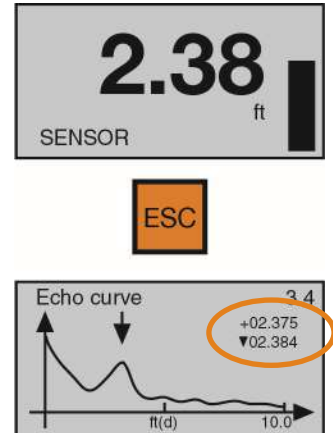 2.38
ft
SENSOR
ESC
Echo curve 3.4
+02.375
▼02.384
ft(d) 10.0